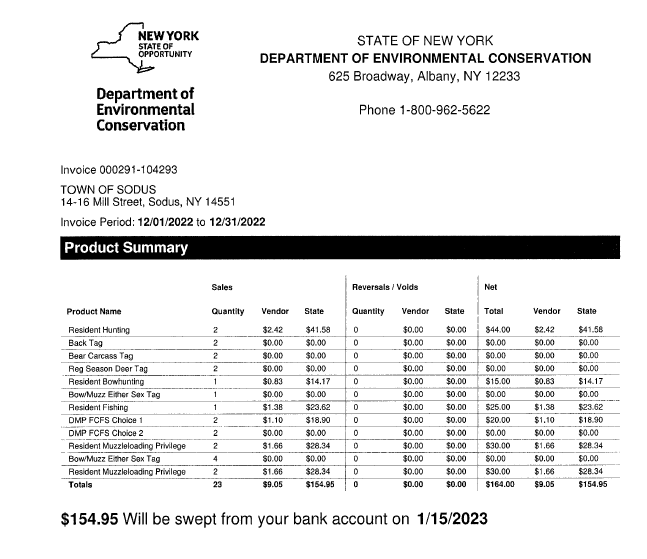 NEW YORK
STATE OF
OPPORTUNITY
Department of
Environmental
Conservation
STATE OF NEW YORK
DEPARTMENT OF ENVIRONMENTAL CONSERVATION
625 Broadway, Albany, NY 12233
Phone 1-800-962-5622
Invoice 000291-104293
TOWN OF SODUS
14-16 Mill Street, Sodus, NY 14551
Invoice Period: 12/01/2022 to 12/31/2022
Product Summary
Sales Reversals / Voids Net
Product Name Quantity Vendor State Quantity Vendor State Total Vendor State
Resident Hunting 2 $2.42 $41.58 0 $0.00 $0.00 $44.00 $2.42 $41.58
Back Tag 2 $0.00 $0.00 0 $0.00 $0.00 $0.00 $0.00 $0.00
Bear Carcass Tag 2 $0.00 $0.00 0 $0.00 $0.00 $0.00 $0.00 $0.00
Reg Season Deer Tag 2 $0.00 $0.00 0 $0.00 $0.00 $0.00 $0.00 $0.00
Resident Bowhunting 1 $0.83 $14.17 0 $0.00 $0.00 $15.00 $0.83 $14.17
Bow/Muzz Either Sex Tag 1 $0.00 $0.00 0 $0.00 $0.00 $0.00 $0.00 $0.00
Resident Fishing 1 $1.38 $23.62 0 $0.00 $0.00 $25.00 $1.38 $23.62
DMP FCFS Choice 1 2 $1.10 $18.90 0 $0.00 $0.00 $20.00 $1.10 $18.90
DMP FCFS Choice 2 2 $0.00 $0.00 0 $0.00 $0.00 $0.00 $0.00 $0.00
Resident Muzzleloading Privilege 2 $1.66 $28.34 0 $0.00 $0.00 $30.00 $1.66 $28.34
Bow/Muzz Either Sex Tag 4 $0.00 $0.00 0 $0.00 $0.00 $0.00 $0.00 $0.00
Resident Muzzleloading Privilege 2 $1.66 $28.34 0 $0.00 $0.00 $30.00 $1.66 $28.34
Totals 23 $9.05 $154.95 0 $0.00 $0.00 $164.00 $9.05 $154.95
$154.95 Will be swept from your bank account on 1/15/2023